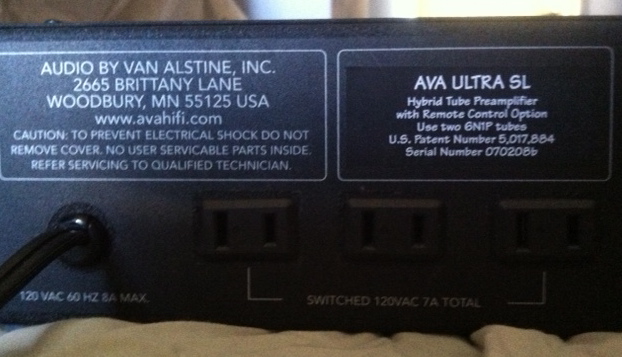 AUDIO BY VAN ALSTINE, INC.
2665 BRITTANY LANE
WOODBURY, MN 55125 USA
www.avahifi.com
CAUTION: TO PREVENT ELECTRICAL SHOCK DO NOT
REMOVE COVER. NO USER SERVICABLE PARTS INSIDE.
REFER SERVICING TO QUALIFIED TECHNICIAN.
AVA ULTRA SL
Hybrid Tube Preamplifier
with Remote Control Option
Use two 6N1P tubes
U.S. Patent Number 5,017,884
Serial Number 070208b
120 VAC 60 HZ 8A MAX.
SWITCHED 120VAC 7A TOTAL